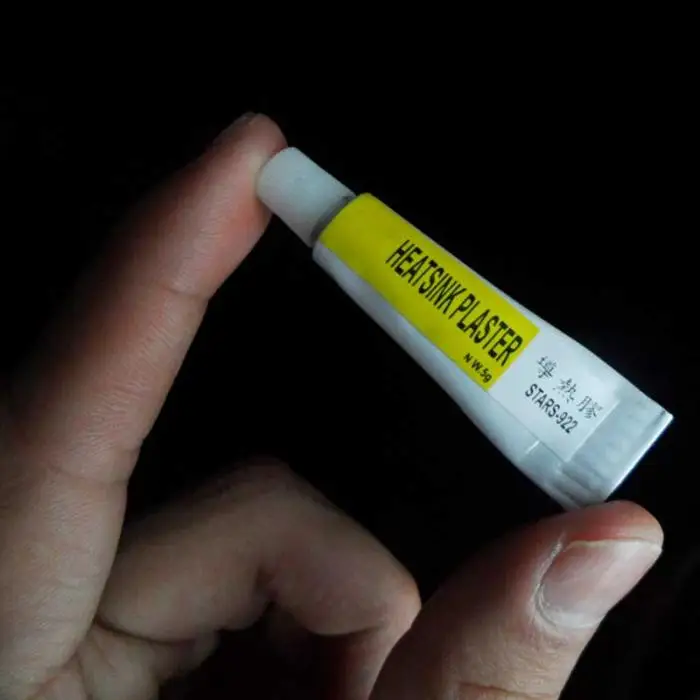 HEATSINK PLASTER
N W.5g
導熱膠
STARS-922